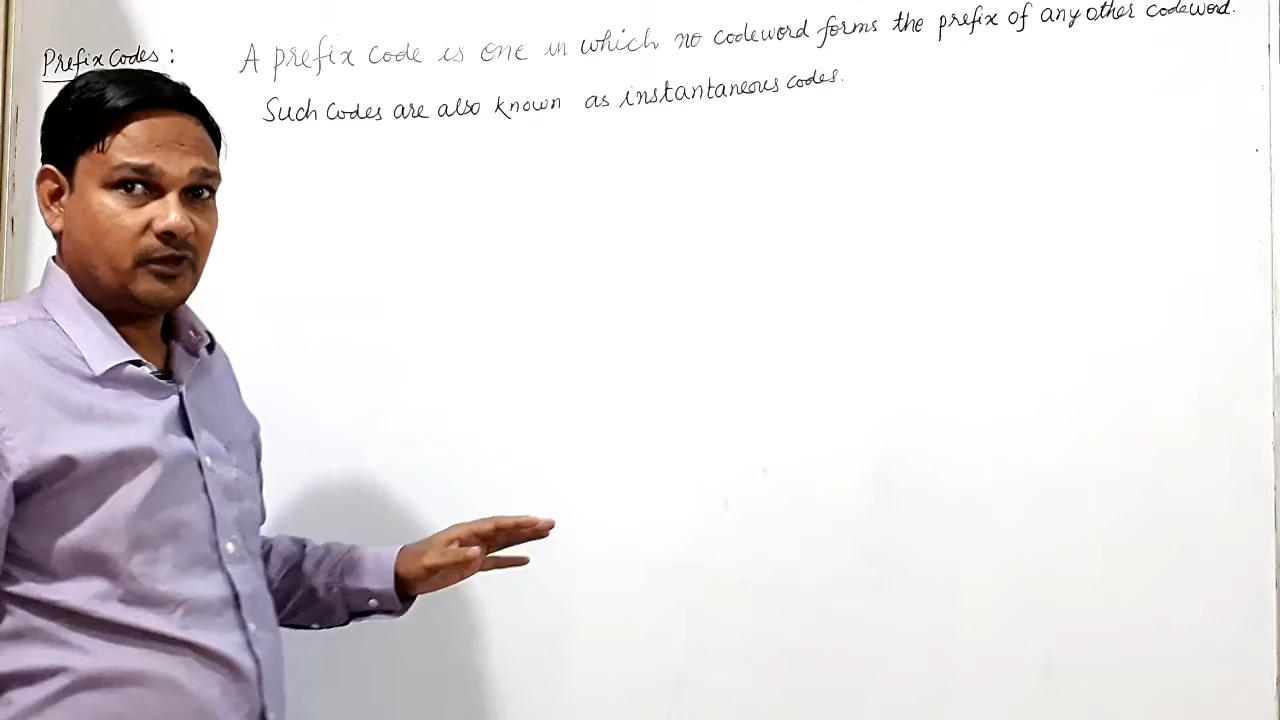 Prefix Codes : A prefix code is one in which no codeword forms the prefix of any other codeword.
Such Codes are also known as instantaneous codes.